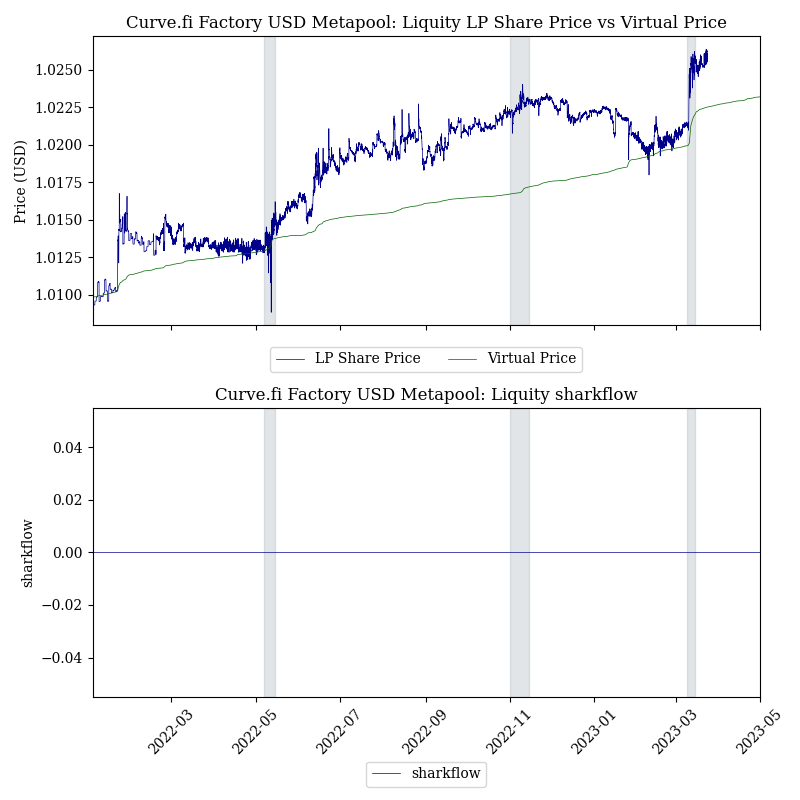 Curve.fi Factory USD Metapool: Liquity LP Share Price vs Virtual Price
Price (USD)
1.0250
1.0225
1.0200
1.0175
1.0150
1.0125
1.0100
LP Share Price
Virtual Price
Curve.fi Factory USD Metapool: Liquity sharkflow
sharkflow
0.04
0.02
0.00
−0.02
−0.04
2022-03
2022-05
2022-07
2022-09
2022-11
2023-01
2023-03
2023-05
sharkflow